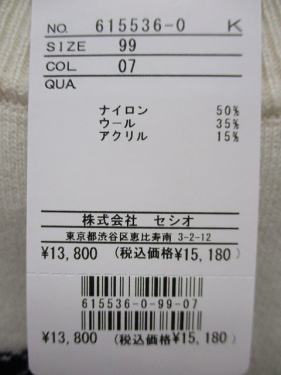 NO. 615536-0 K
SIZE 99
COL 07
QUA.
ナイロン 50%
ウール 35%
アクリル 15%
株式会社 セシオ
東京都渋谷区恵比寿南 3-2-12
¥13,800 (税込価格¥15,180)
615536-0-99-07
¥13,800 (税込価格¥15,180)